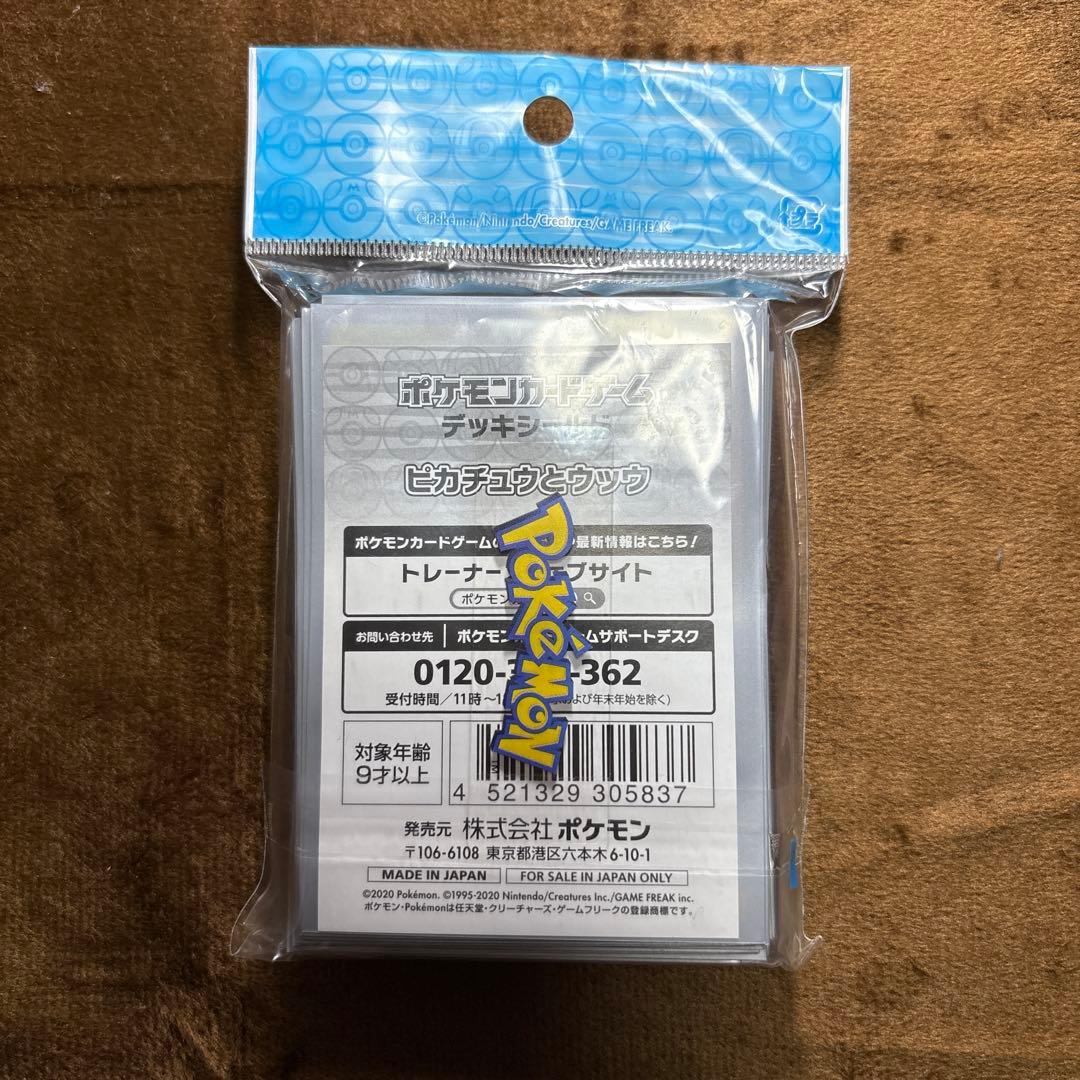 ©Pokémon/Nintendo/Creatures/GAME FREAK.
プラ
ポケモンカードゲーム
デッキシールド
ピカチュウとウッウ
ポケモンカードゲームの 最新情報はこちら!
トレーナー ブサイト
ポケモン
お問い合わせ先 ポケモン ームサポートデスク
0120-3 -362
受付時間/11時~1 および年末年始を除く)
POKéMON
対象年齢
9才以上
4 521329 305837
発売元 株式会社ポケモン
〒106-6108 東京都港区六本木6-10-1
MADE IN JAPAN FOR SALE IN JAPAN ONLY
©2020 Pokémon. ©1995-2020 Nintendo/Creatures Inc./GAME FREAK inc.
ポケモン・Pokémonは任天堂・クリーチャーズ・ゲームフリークの登録商標です。